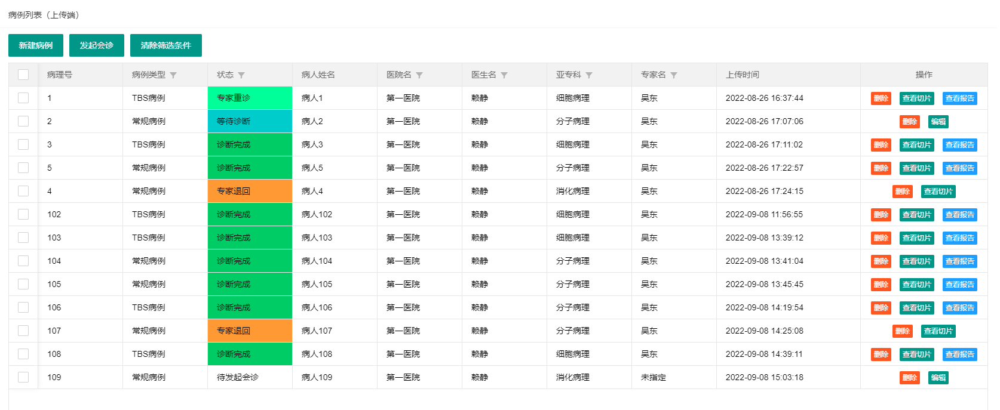 病例列表（上传端）
新建病例 发起会诊 清除筛选条件
病理号 病例类型 状态 病人姓名 医院名 医生名 亚专科 专家名 上传时间 操作
1 TBS病例 专家重诊 病人1 第一医院 赖静 细胞病理 吴东 2022-08-26 16:37:44 删除 查看切片 查看报告
2 常规病例 等待诊断 病人2 第一医院 赖静 分子病理 吴东 2022-08-26 17:07:06 删除 编辑
3 TBS病例 诊断完成 病人3 第一医院 赖静 细胞病理 吴东 2022-08-26 17:11:02 删除 查看切片 查看报告
5 常规病例 诊断完成 病人5 第一医院 赖静 分子病理 吴东 2022-08-26 17:22:57 删除 查看切片 查看报告
4 常规病例 专家退回 病人4 第一医院 赖静 消化病理 吴东 2022-08-26 17:24:15 删除 查看切片
102 TBS病例 诊断完成 病人102 第一医院 赖静 细胞病理 吴东 2022-09-08 11:56:55 删除 查看切片 查看报告
103 TBS病例 诊断完成 病人103 第一医院 赖静 细胞病理 吴东 2022-09-08 13:39:12 删除 查看切片 查看报告
104 常规病例 诊断完成 病人104 第一医院 赖静 分子病理 吴东 2022-09-08 13:41:04 删除 查看切片 查看报告
105 常规病例 诊断完成 病人105 第一医院 赖静 分子病理 吴东 2022-09-08 13:45:45 删除 查看切片 查看报告
106 TBS病例 诊断完成 病人106 第一医院 赖静 分子病理 吴东 2022-09-08 14:19:54 删除 查看切片 查看报告
107 常规病例 专家退回 病人107 第一医院 赖静 分子病理 吴东 2022-09-08 14:25:08 删除 查看切片
108 TBS病例 诊断完成 病人108 第一医院 赖静 细胞病理 吴东 2022-09-08 14:39:11 删除 查看切片 查看报告
109 常规病例 待发起会诊 病人109 第一医院 赖静 消化病理 未指定 2022-09-08 15:03:18 删除 编辑